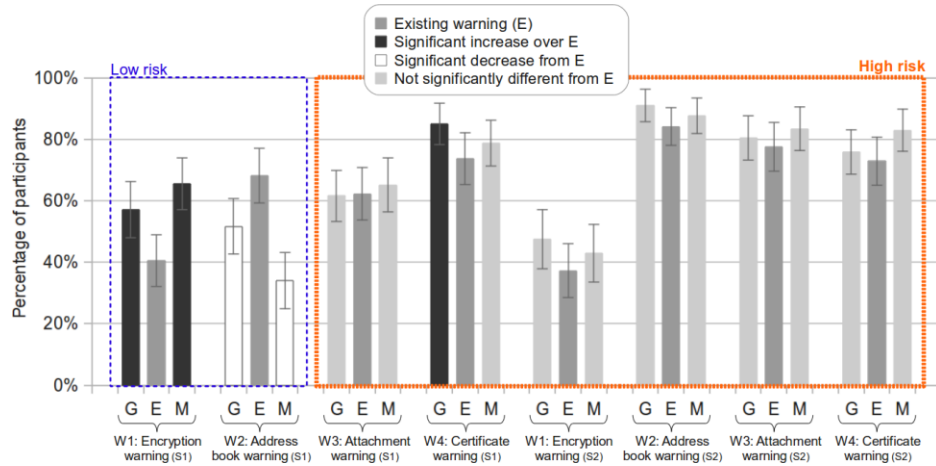 Existing warning (E)
Significant increase over E
Significant decrease from E
Not significantly different from E
Low risk
High risk
Percentage of participants
100%
80%
60%
40%
20%
0%
G E M G E M G E M G E M G E M G E M G E M G E M
W1: Encryption warning (S1)
W2: Address book warning (S1)
W3: Attachment warning (S1)
W4: Certificate warning (S1)
W1: Encryption warning (S2)
W2: Address book warning (S2)
W3: Attachment warning (S2)
W4: Certificate warning (S2)